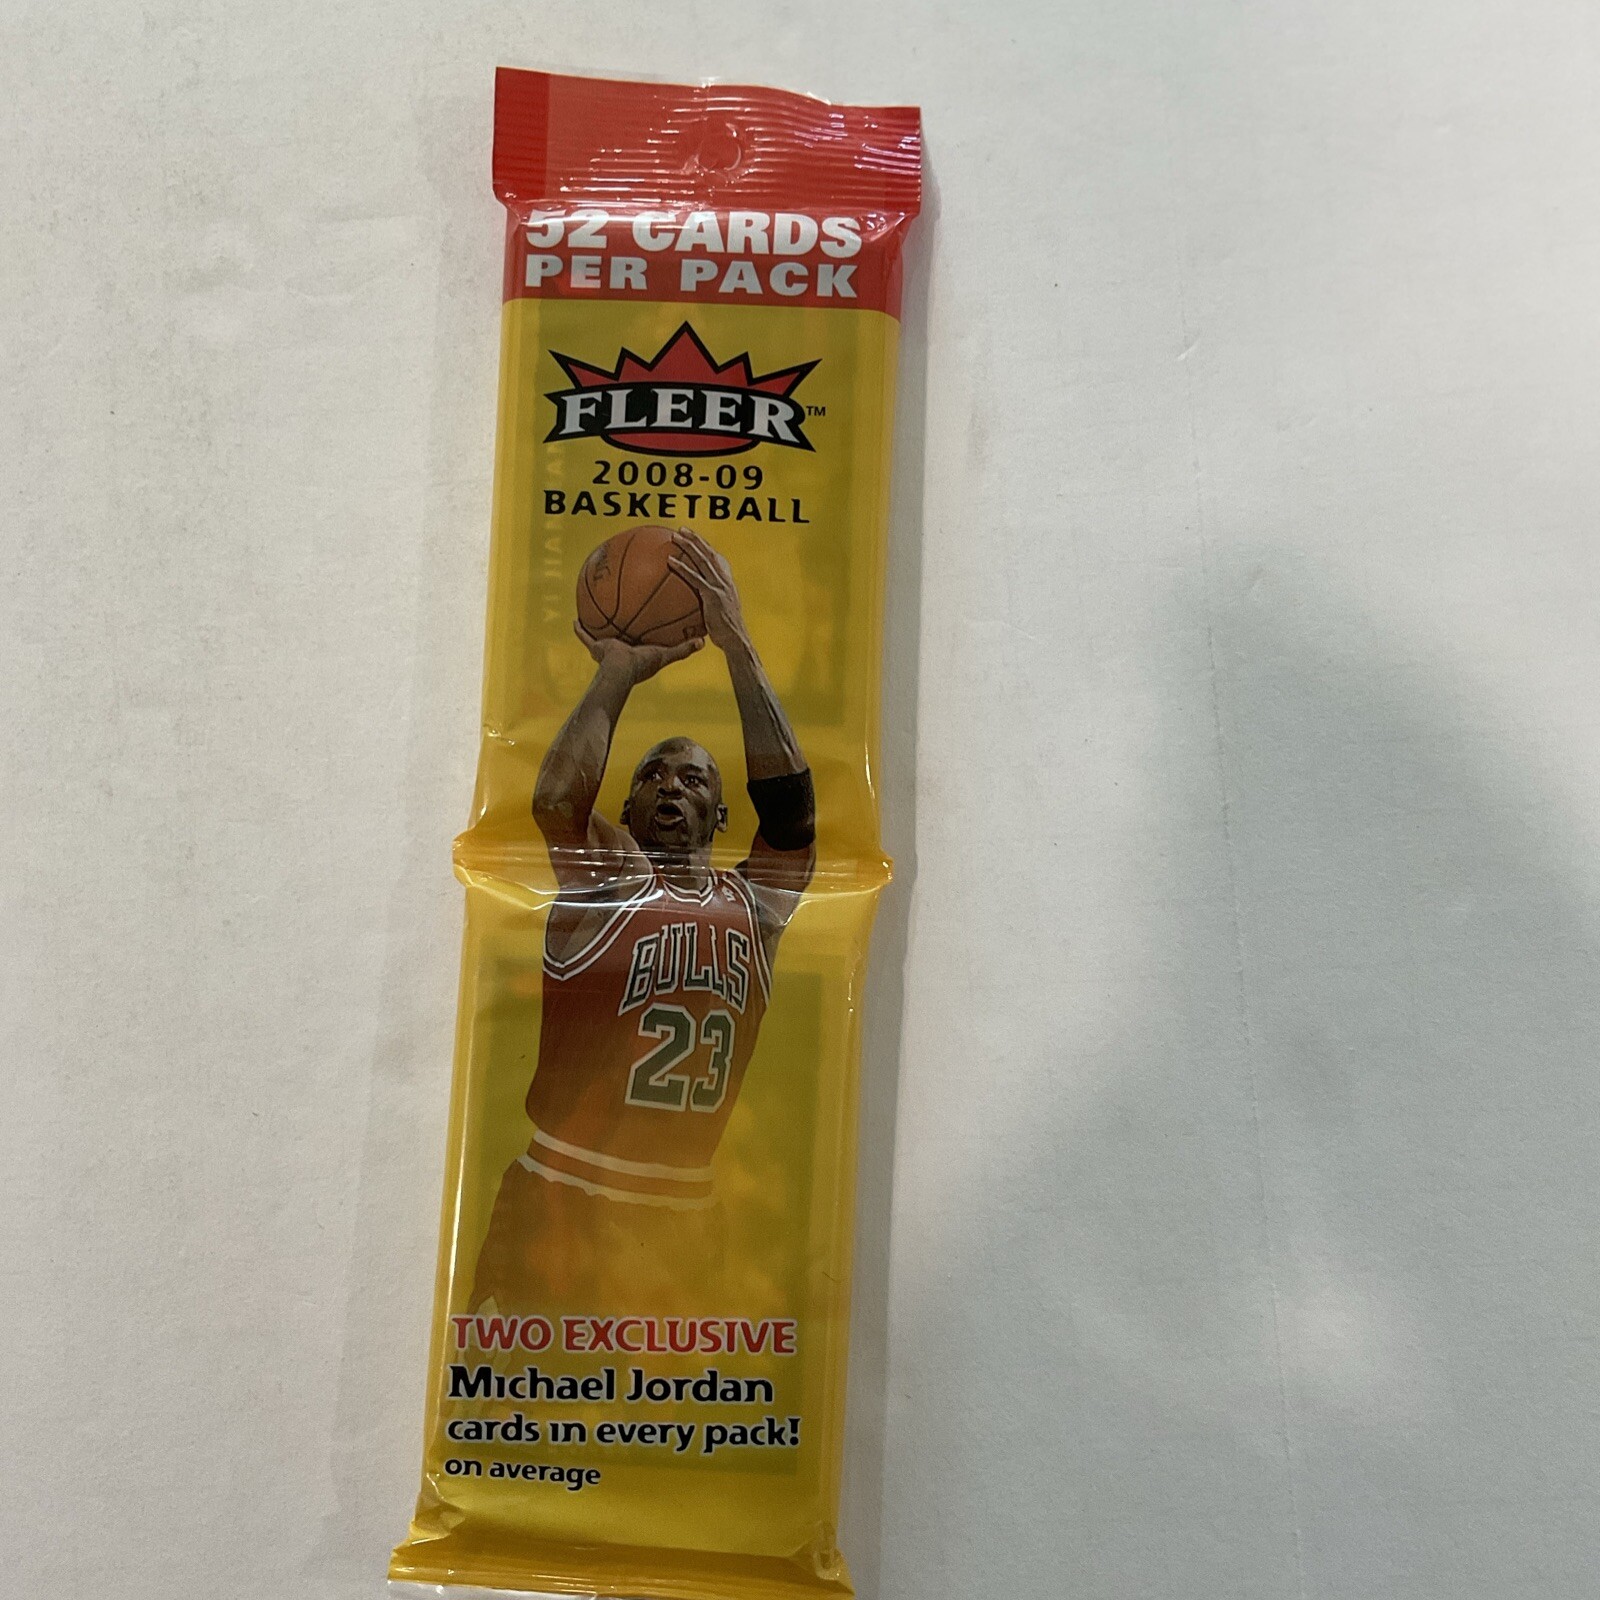 52 CARDS
PER PACK
FLEER™
2008-09
BASKETBALL
BULLS
23
TWO EXCLUSIVE
Michael Jordan
cards in every pack!
on average